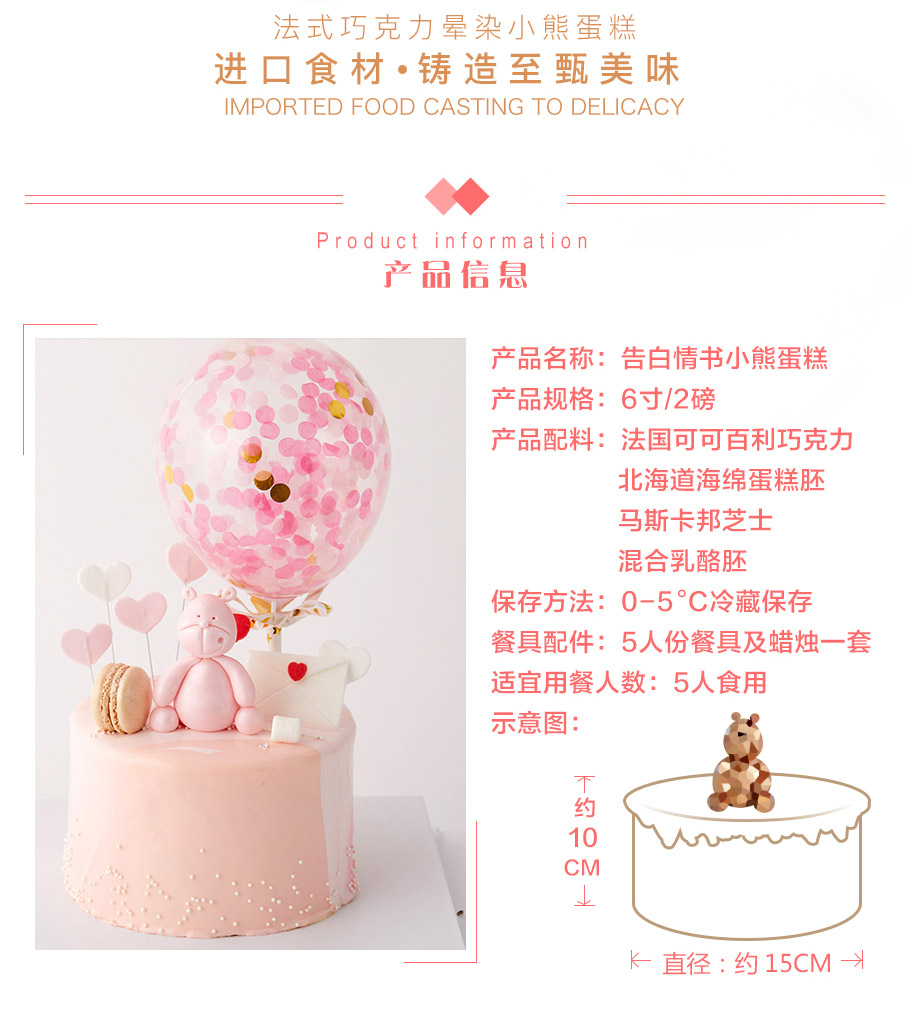 法式巧克力晕染小熊蛋糕
进口食材•铸造至甄美味
IMPORTED FOOD CASTING TO DELICACY
Product information
产品信息
产品名称：告白情书小熊蛋糕
产品规格：6寸/2磅
产品配料：法国可可百利巧克力
北海道海绵蛋糕胚
马斯卡邦芝士
混合乳酪胚
保存方法：0-5°C冷藏保存
餐具配件：5人份餐具及蜡烛一套
适宜用餐人数：5人食用
示意图：
约
10
CM
直径：约 15CM